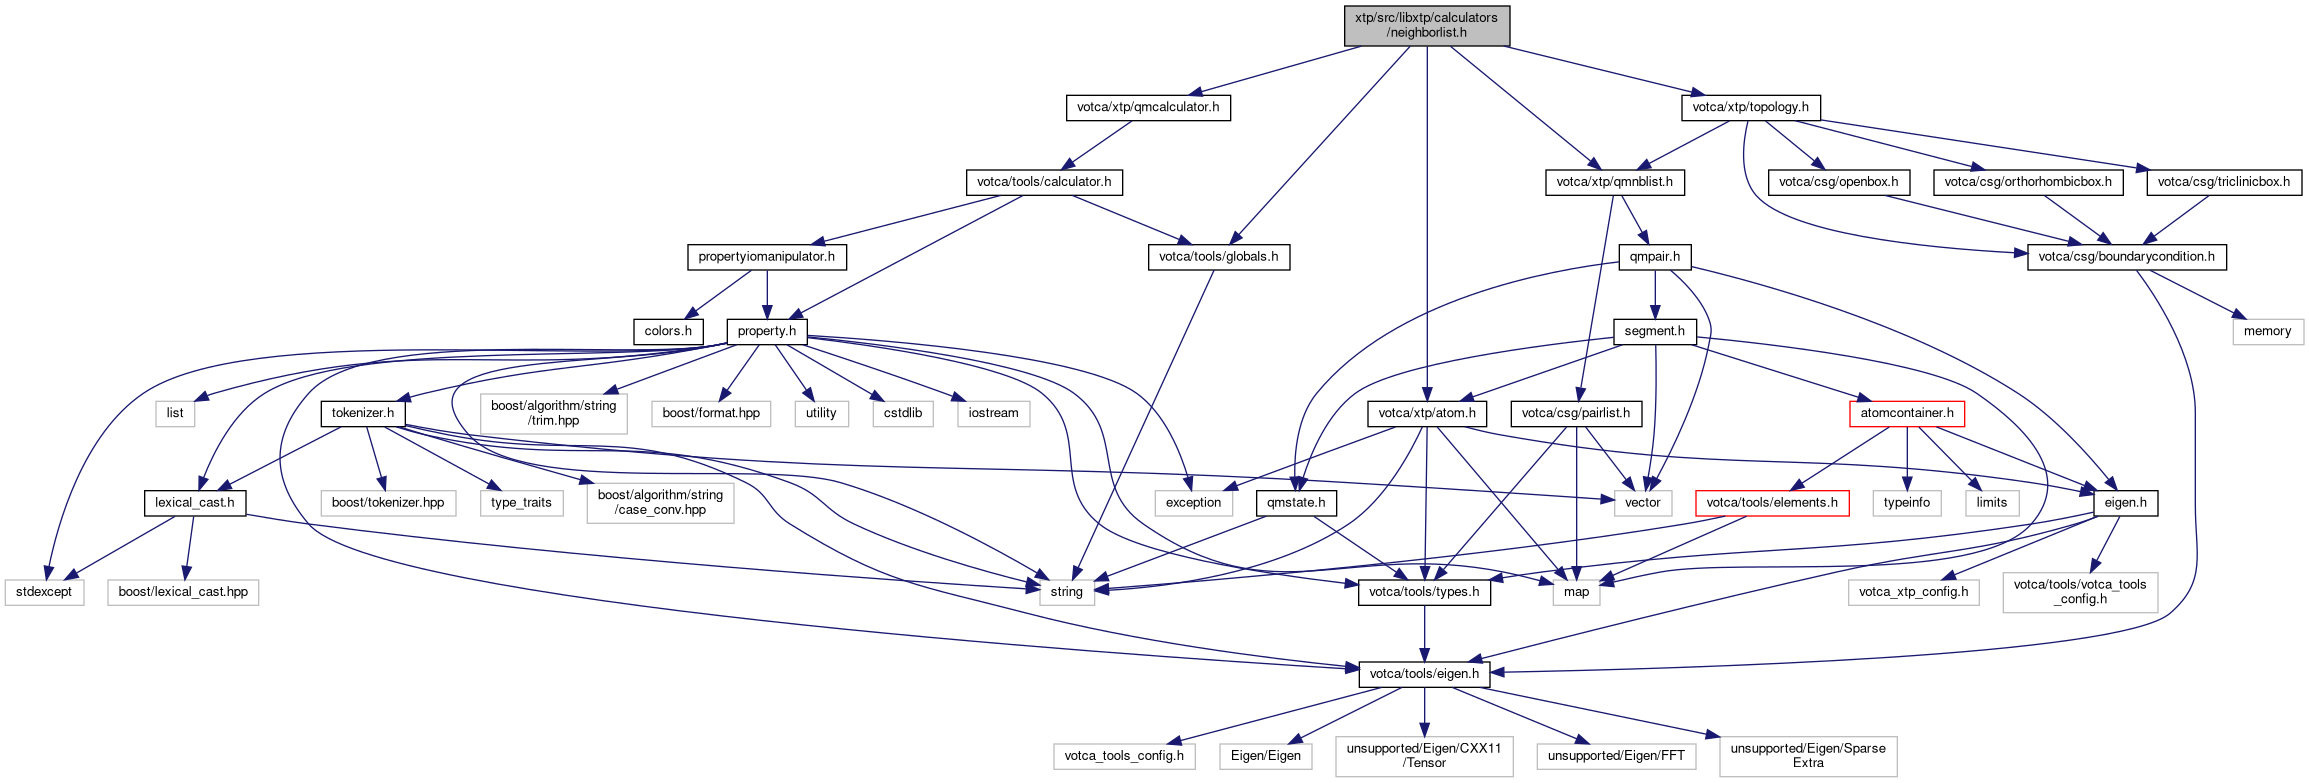 xtp/src/libxtp/calculators
/neighborlist.h
votca/xtp/qmcalculator.h
votca/xtp/topology.h
votca/tools/calculator.h
votca/xtp/qmnblist.h
votca/csg/openbox.h
votca/csg/orthorhombicbox.h
votca/csg/triclinicbox.h
propertyiomanipulator.h
votca/tools/globals.h
qmpair.h
votca/csg/boundarycondition.h
colors.h
property.h
segment.h
memory
list
tokenizer.h
boost/algorithm/string
/trim.hpp
boost/format.hpp
utility
cstdlib
iostream
votca/xtp/atom.h
votca/csg/pairlist.h
atomcontainer.h
lexical_cast.h
boost/tokenizer.hpp
type_traits
boost/algorithm/string
/case_conv.hpp
exception
qmstate.h
vector
votca/tools/elements.h
typeinfo
limits
eigen.h
stdexcept
boost/lexical_cast.hpp
string
votca/tools/types.h
map
votca_xtp_config.h
votca/tools/votca_tools
_config.h
votca/tools/eigen.h
votca_tools_config.h
Eigen/Eigen
unsupported/Eigen/CXX11
/Tensor
unsupported/Eigen/FFT
unsupported/Eigen/Sparse
Extra